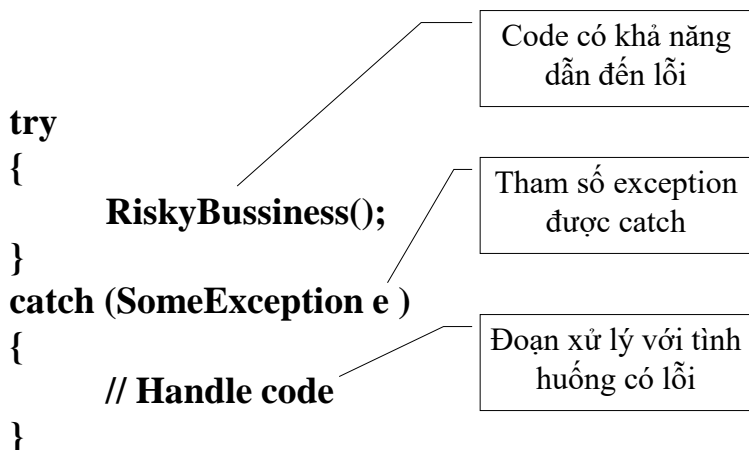 Code có khả năng
dẫn đến lỗi
try
{
RiskyBussiness();
}
Tham số exception
được catch
catch (SomeException e )
{
// Handle code
}
Đoạn xử lý với tình
huống có lỗi